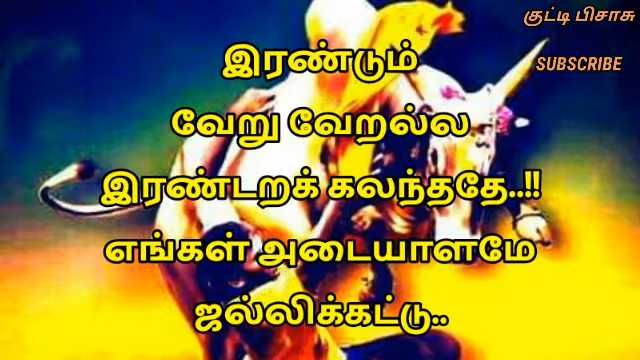 குட்டி பிசாசு
SUBSCRIBE
இரண்டும்
வேறு வேறல்ல
இரண்டறக் கலந்ததே..!!
எங்கள் அடையாளமே
ஜல்லிக்கட்டு..